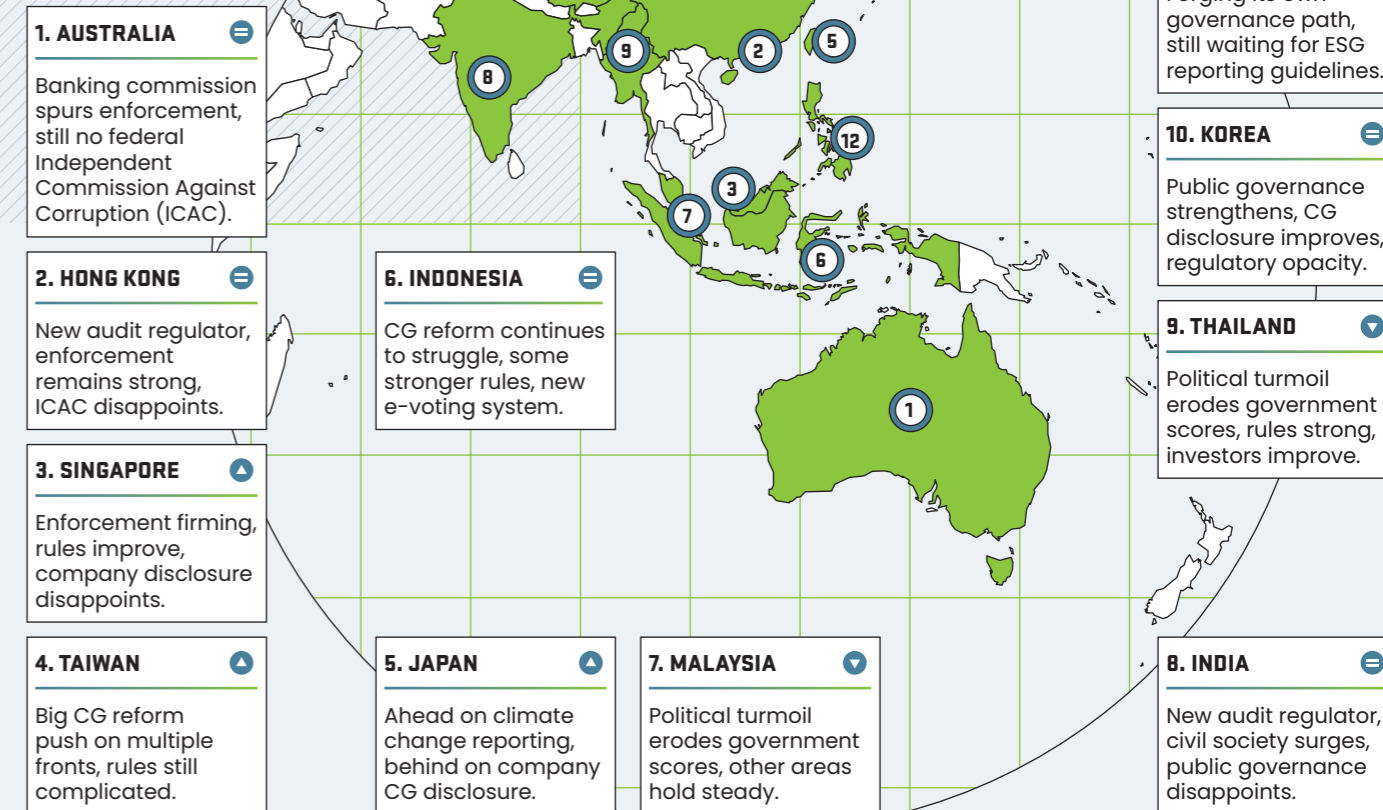 1. AUSTRALIA
Banking commission
spurs enforcement,
still no federal
Independent
Commission Against
Corruption (ICAC).
2. HONG KONG
New audit regulator,
enforcement
remains strong,
ICAC disappoints.
3. SINGAPORE
Enforcement firming,
rules improve,
company disclosure
disappoints.
4. TAIWAN
Big CG reform
push on multiple
fronts, rules still
complicated.
6. INDONESIA
CG reform continues
to struggle, some
stronger rules, new
e-voting system.
5. JAPAN
Ahead on climate
change reporting,
behind on company
CG disclosure.
7. MALAYSIA
Political turmoil
erodes government
scores, other areas
hold steady.
8
9
2
5
12
3
7
6
1
Forging its own
governance path,
still waiting for ESG
reporting guidelines.
10. KOREA
Public governance
strengthens, CG
disclosure improves,
regulatory opacity.
9. THAILAND
Political turmoil
erodes government
scores, rules strong,
investors improve.
8. INDIA
New audit regulator,
civil society surges,
public governance
disappoints.